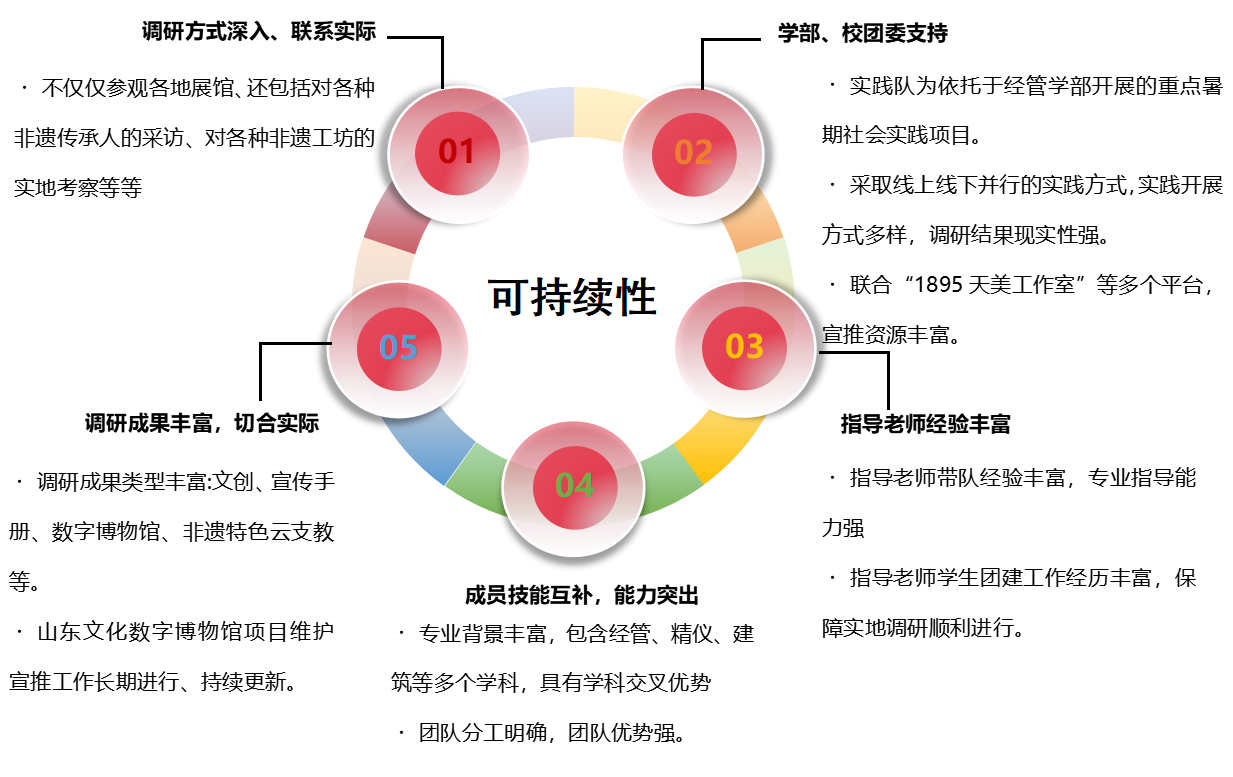 调研方式深入、联系实际
· 不仅仅参观各地展馆、还包括对各种
非遗传承人的采访、对各种非遗工坊的
实地考察等等
01
学部、校团委支持
· 实践队为依托于经管学部开展的重点暑
期社会实践项目。
· 采取线上线下并行的实践方式，实践开展
方式多样，调研结果现实性强。
· 联合“1895 天美工作室”等多个平台，
宣推资源丰富。
02
可持续性
03
指导老师经验丰富
· 指导老师带队经验丰富，专业指导能
力强
· 指导老师学生团建工作经历丰富，保
障实地调研顺利进行。
04
成员技能互补，能力突出
· 专业背景丰富，包含经管、精仪、建
筑等多个学科，具有学科交叉优势
· 团队分工明确，团队优势强。
05
调研成果丰富，切合实际
· 调研成果类型丰富:文创、宣传手
册、数字博物馆、非遗特色云支教
等。
· 山东文化数字博物馆项目维护
宣推工作长期进行、持续更新。